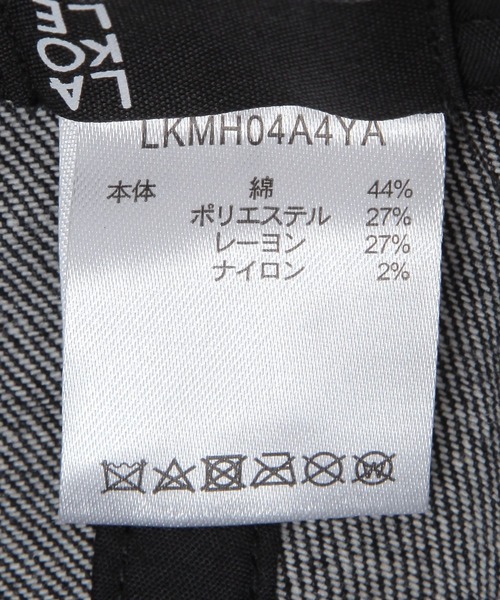 LKMH04A4YA
本体 綿 44%
ポリエステル 27%
レーヨン 27%
ナイロン 2%